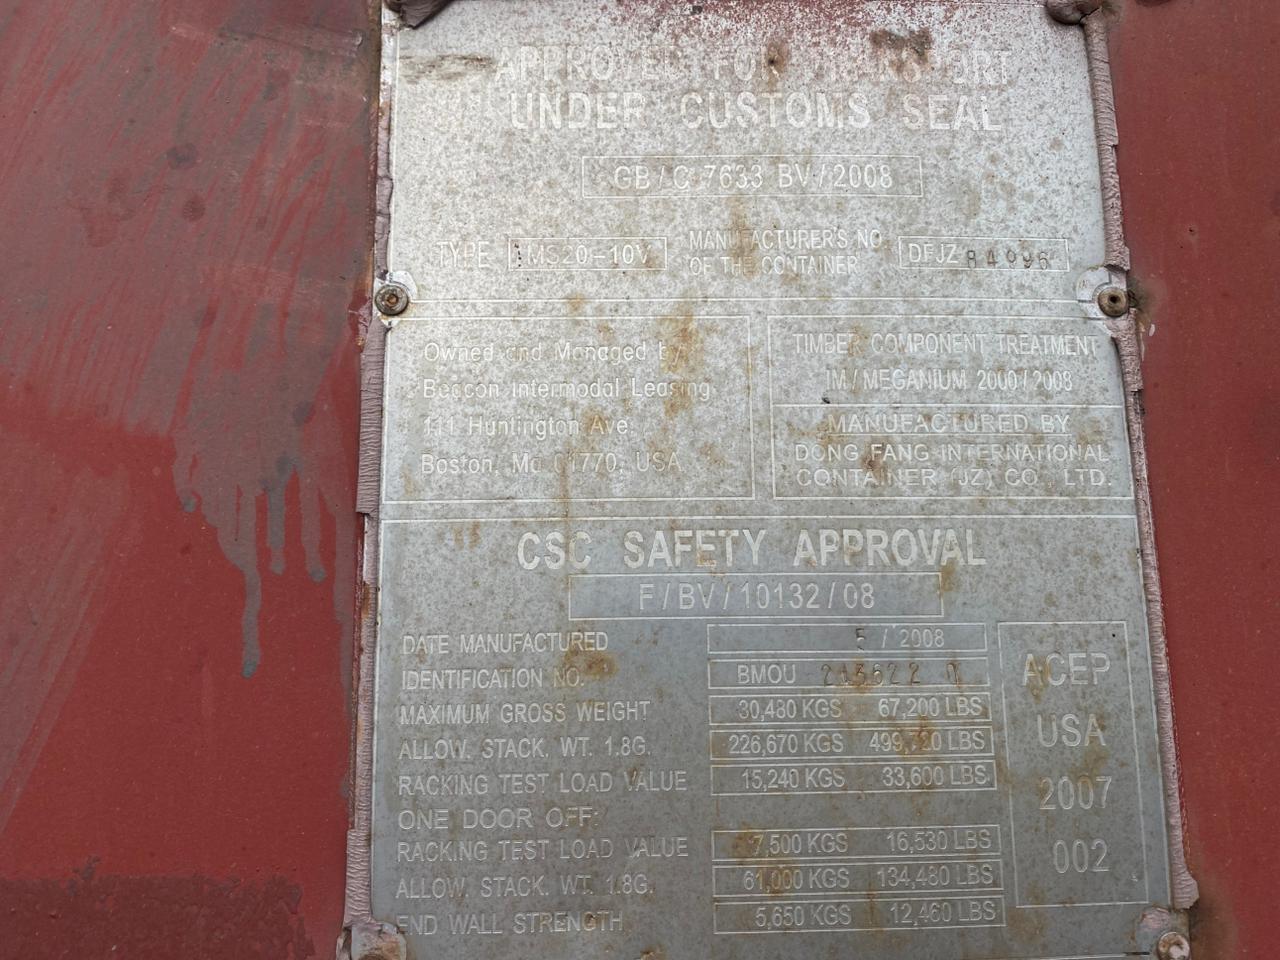 APPROVED FOR TRANSPORT
UNDER CUSTOMS SEAL
GB / C 7633 BV / 2008
TYPE 1MS20-10V MANUFACTURER'S NO. OF THE CONTAINER DFJZ
Owned and Managed by
Beacon Intermodal Leasing
111 Huntington Ave.
Boston, Ma 01770, USA
TIMBER COMPONENT TREATMENT
IM / MEGANIUM 2000 / 2008
MANUFACTURED BY
DONG FANG INTERNATIONAL
CONTAINER (JZ) CO., LTD.
CSC SAFETY APPROVAL
F / BV / 10132 / 08
DATE MANUFACTURED 5 / 2008
IDENTIFICATION NO. BMOU
MAXIMUM GROSS WEIGHT 30,480 KGS 67,200 LBS
ALLOW. STACK. WT. 1.8G. 226,670 KGS 499,720 LBS
RACKING TEST LOAD VALUE 15,240 KGS 33,600 LBS
ONE DOOR OFF:
RACKING TEST LOAD VALUE 7,500 KGS 16,530 LBS
ALLOW. STACK. WT. 1.8G. 61,000 KGS 134,480 LBS
END WALL STRENGTH 5,650 KGS 12,460 LBS
ACEP
USA
2007
002